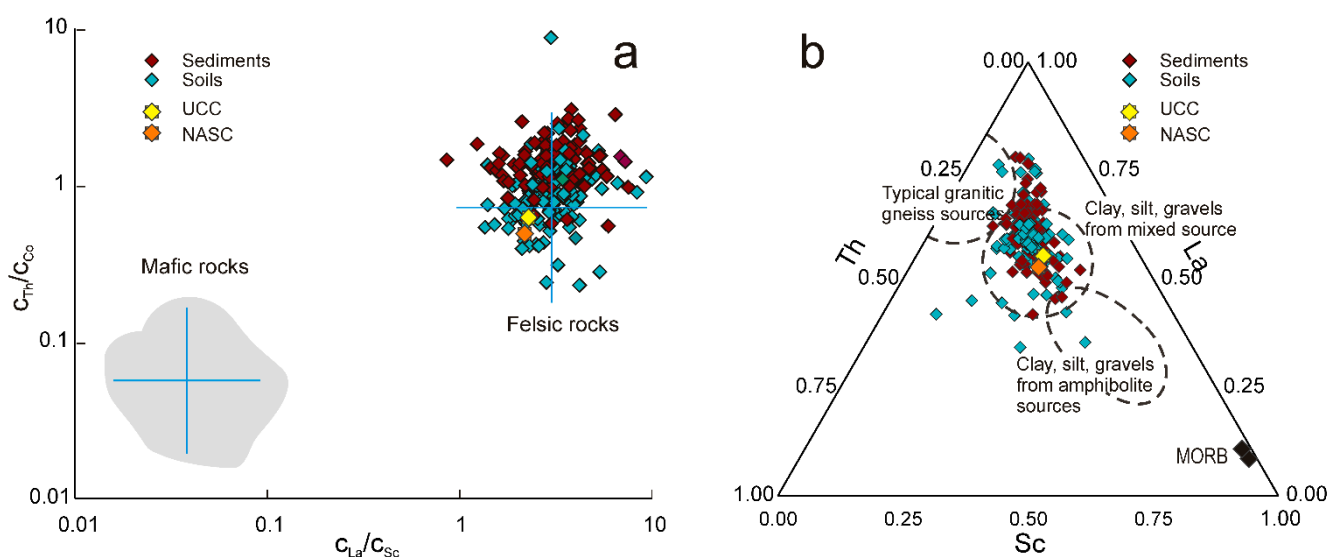 a
10
1
0.1
0.01
0.01
0.1
1
10
cTh/cCo
cLa/cSc
Sediments
Soils
UCC
NASC
Mafic rocks
Felsic rocks
b
Sediments
Soils
UCC
NASC
0.00
1.00
0.25
0.75
Typical granitic
gneiss sources
Clay, silt, gravels
from mixed source
Th
La
0.50
0.50
Clay, silt, gravels
from amphibolite
sources
0.75
0.25
MORB
1.00
0.00
0.00
0.25
0.50
0.75
1.00
Sc